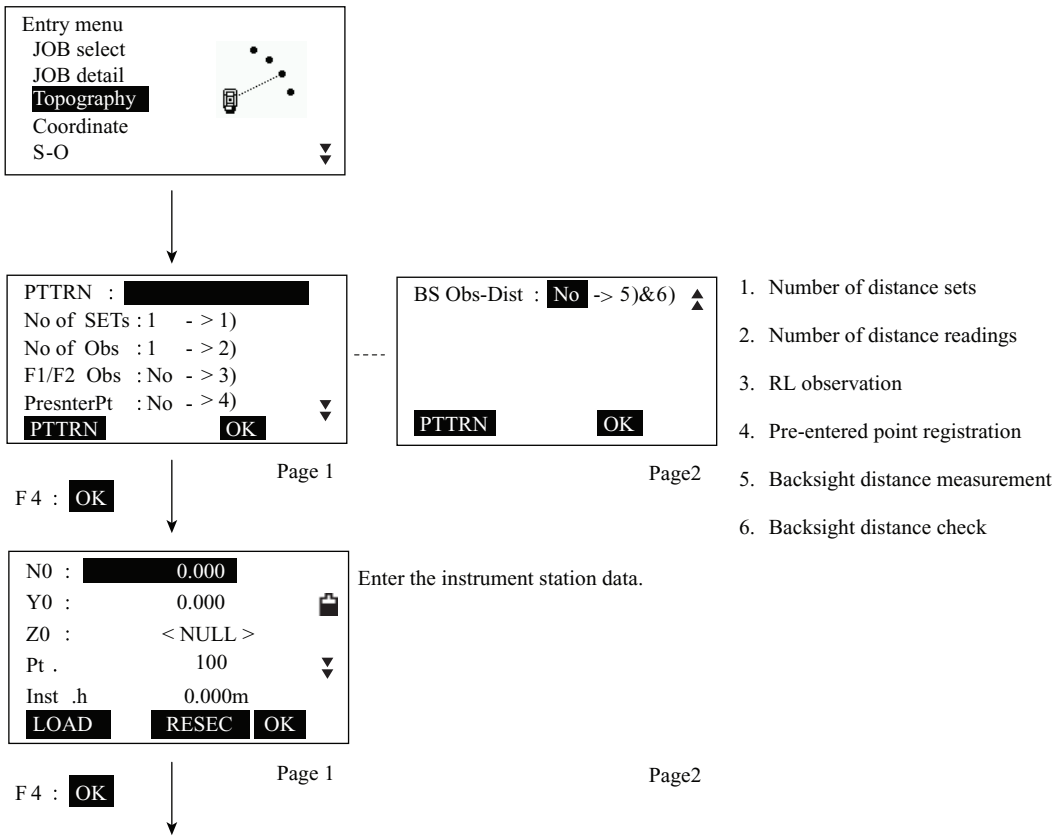 Entry menu
JOB select
JOB detail
Topography
Coordinate
S-O
PTTRN :
No of SETs : 1 - > 1)
No of Obs : 1 - > 2)
F1/F2 Obs : No - > 3)
PresnterPt : No - > 4)
PTTRN OK
Page 1
BS Obs-Dist : No -> 5)&6)
PTTRN OK
Page2
1. Number of distance sets
2. Number of distance readings
3. RL observation
4. Pre-entered point registration
5. Backsight distance measurement
6. Backsight distance check
F 4 : OK
N0 : 0.000
Y0 : 0.000
Z0 : < NULL >
Pt . 100
Inst .h 0.000m
LOAD RESEC OK
Enter the instrument station data.
Page 1
Page2
F 4 : OK